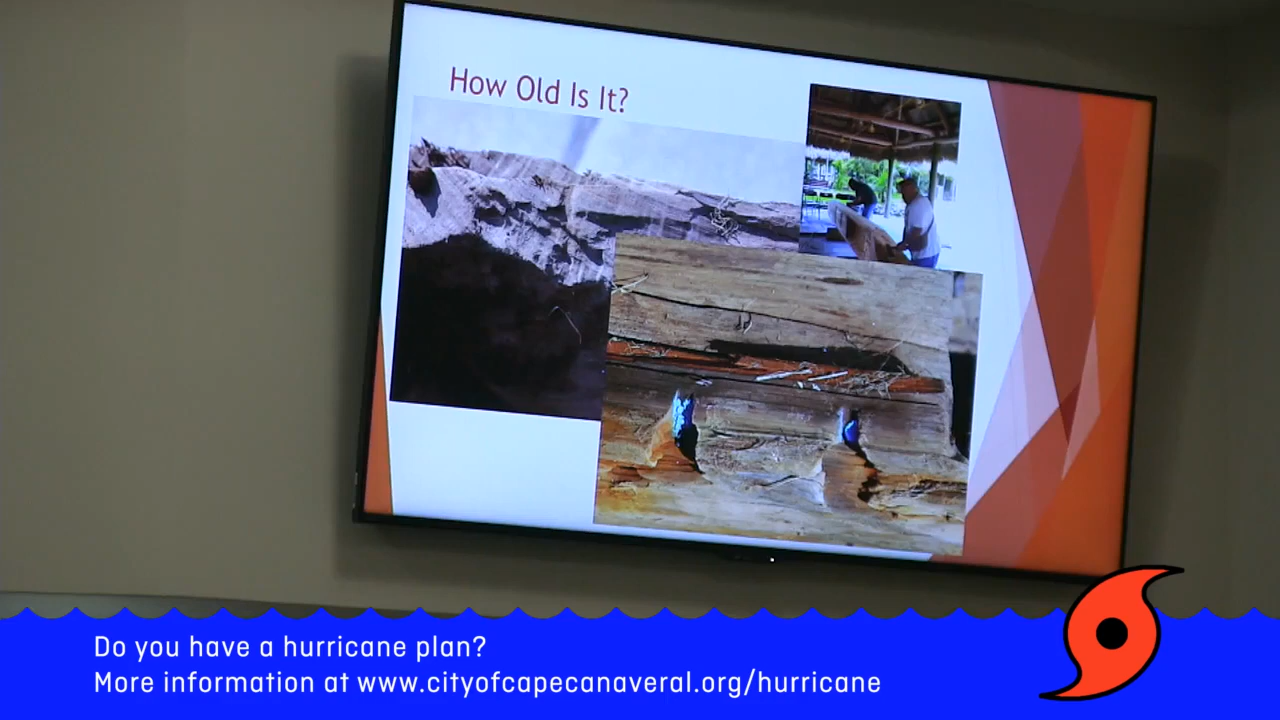 How Old Is It?
Do you have a hurricane plan?
More information at www.cityofcapecanaveral.org/hurricane